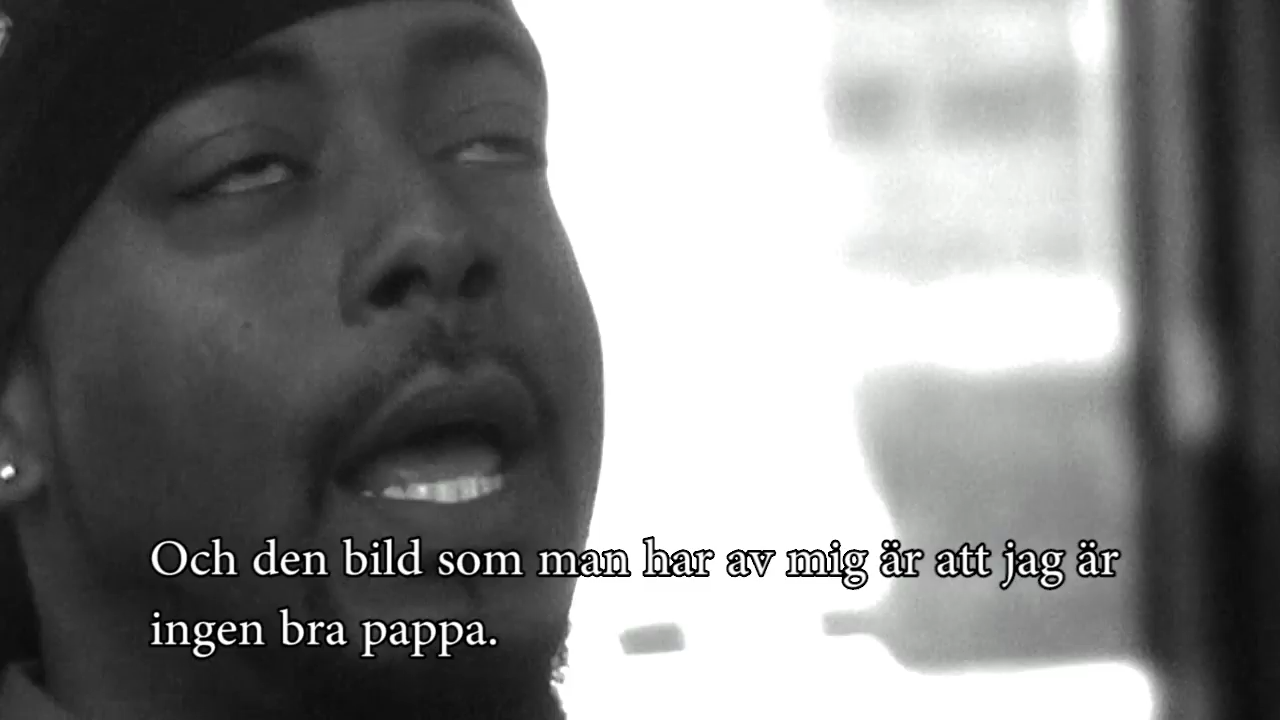 Och den bild som man har av mig är att jag är
ingen bra pappa.